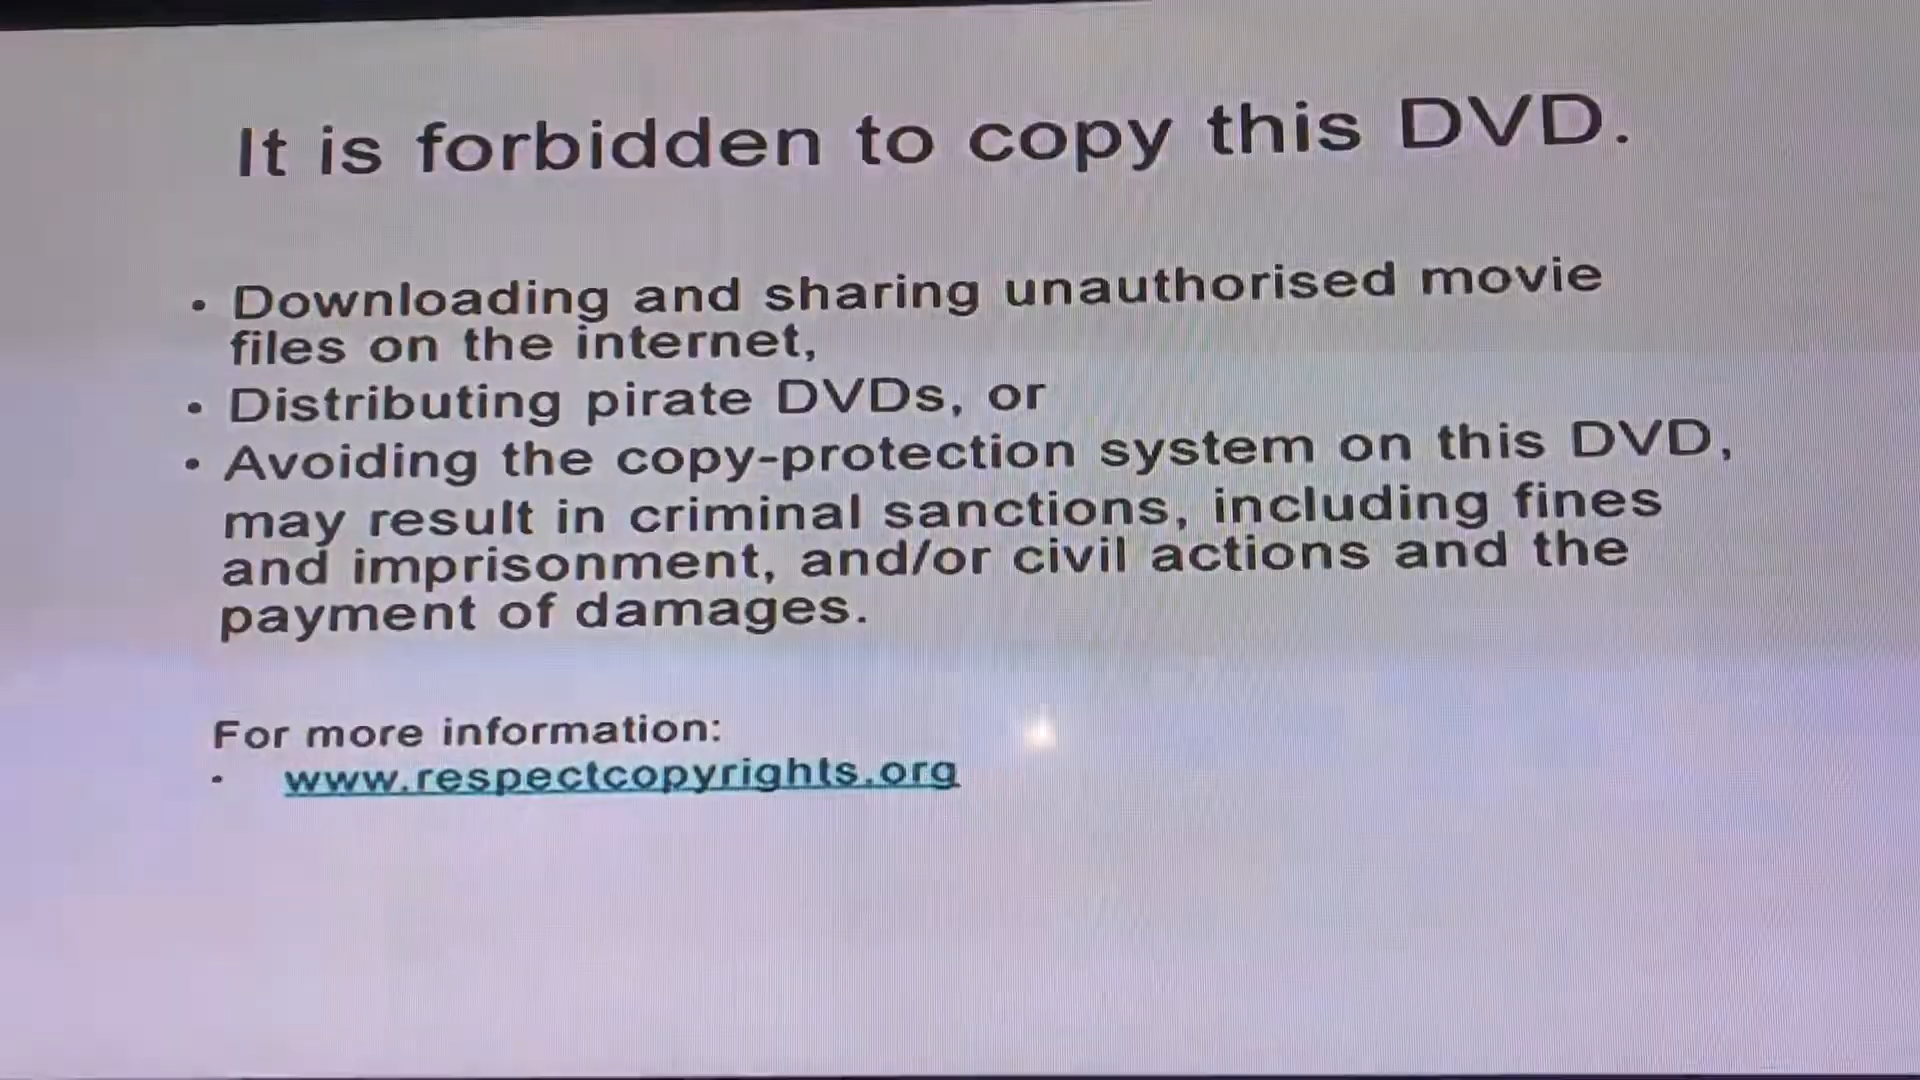 It is forbidden to copy this DVD.
• Downloading and sharing unauthorised movie
files on the internet,
• Distributing pirate DVDs, or
• Avoiding the copy-protection system on this DVD,
may result in criminal sanctions, including fines
and imprisonment, and/or civil actions and the
payment of damages.
For more information:
• www.respectcopyrights.org